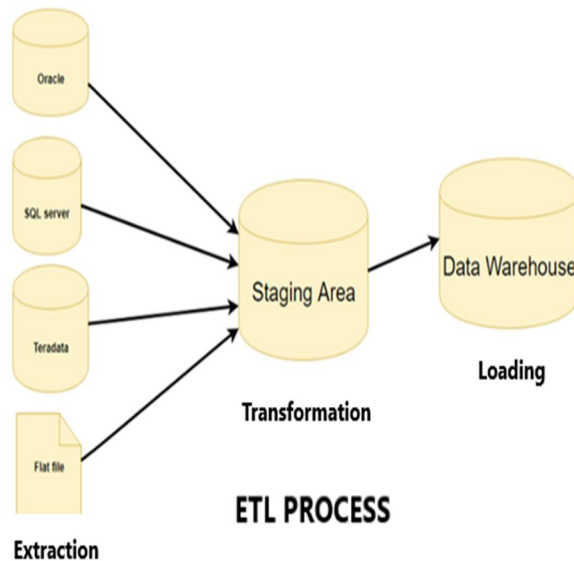 Oracle
SQL server
Teradata
Flat file
Extraction
Staging Area
Transformation
Data Warehouse
Loading
ETL PROCESS